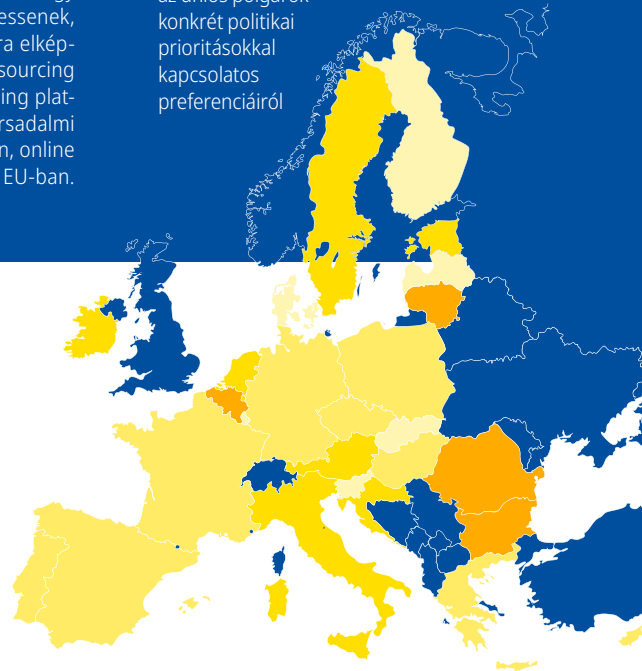 essenek,
ra elkép-
sourcing
ing plat-
rsadalmi
n, online
EU-ban.
konkrét politikai
prioritásokkal
kapcsolatos
preferenciáiról